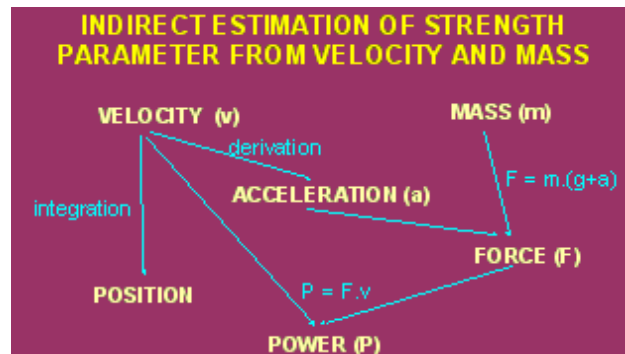 INDIRECT ESTIMATION OF STRENGTH
PARAMETER FROM VELOCITY AND MASS
VELOCITY (v)
MASS (m)
derivation
F = m.(g+a)
ACCELERATION (a)
integration
FORCE (F)
POSITION
P = F.v
POWER (P)